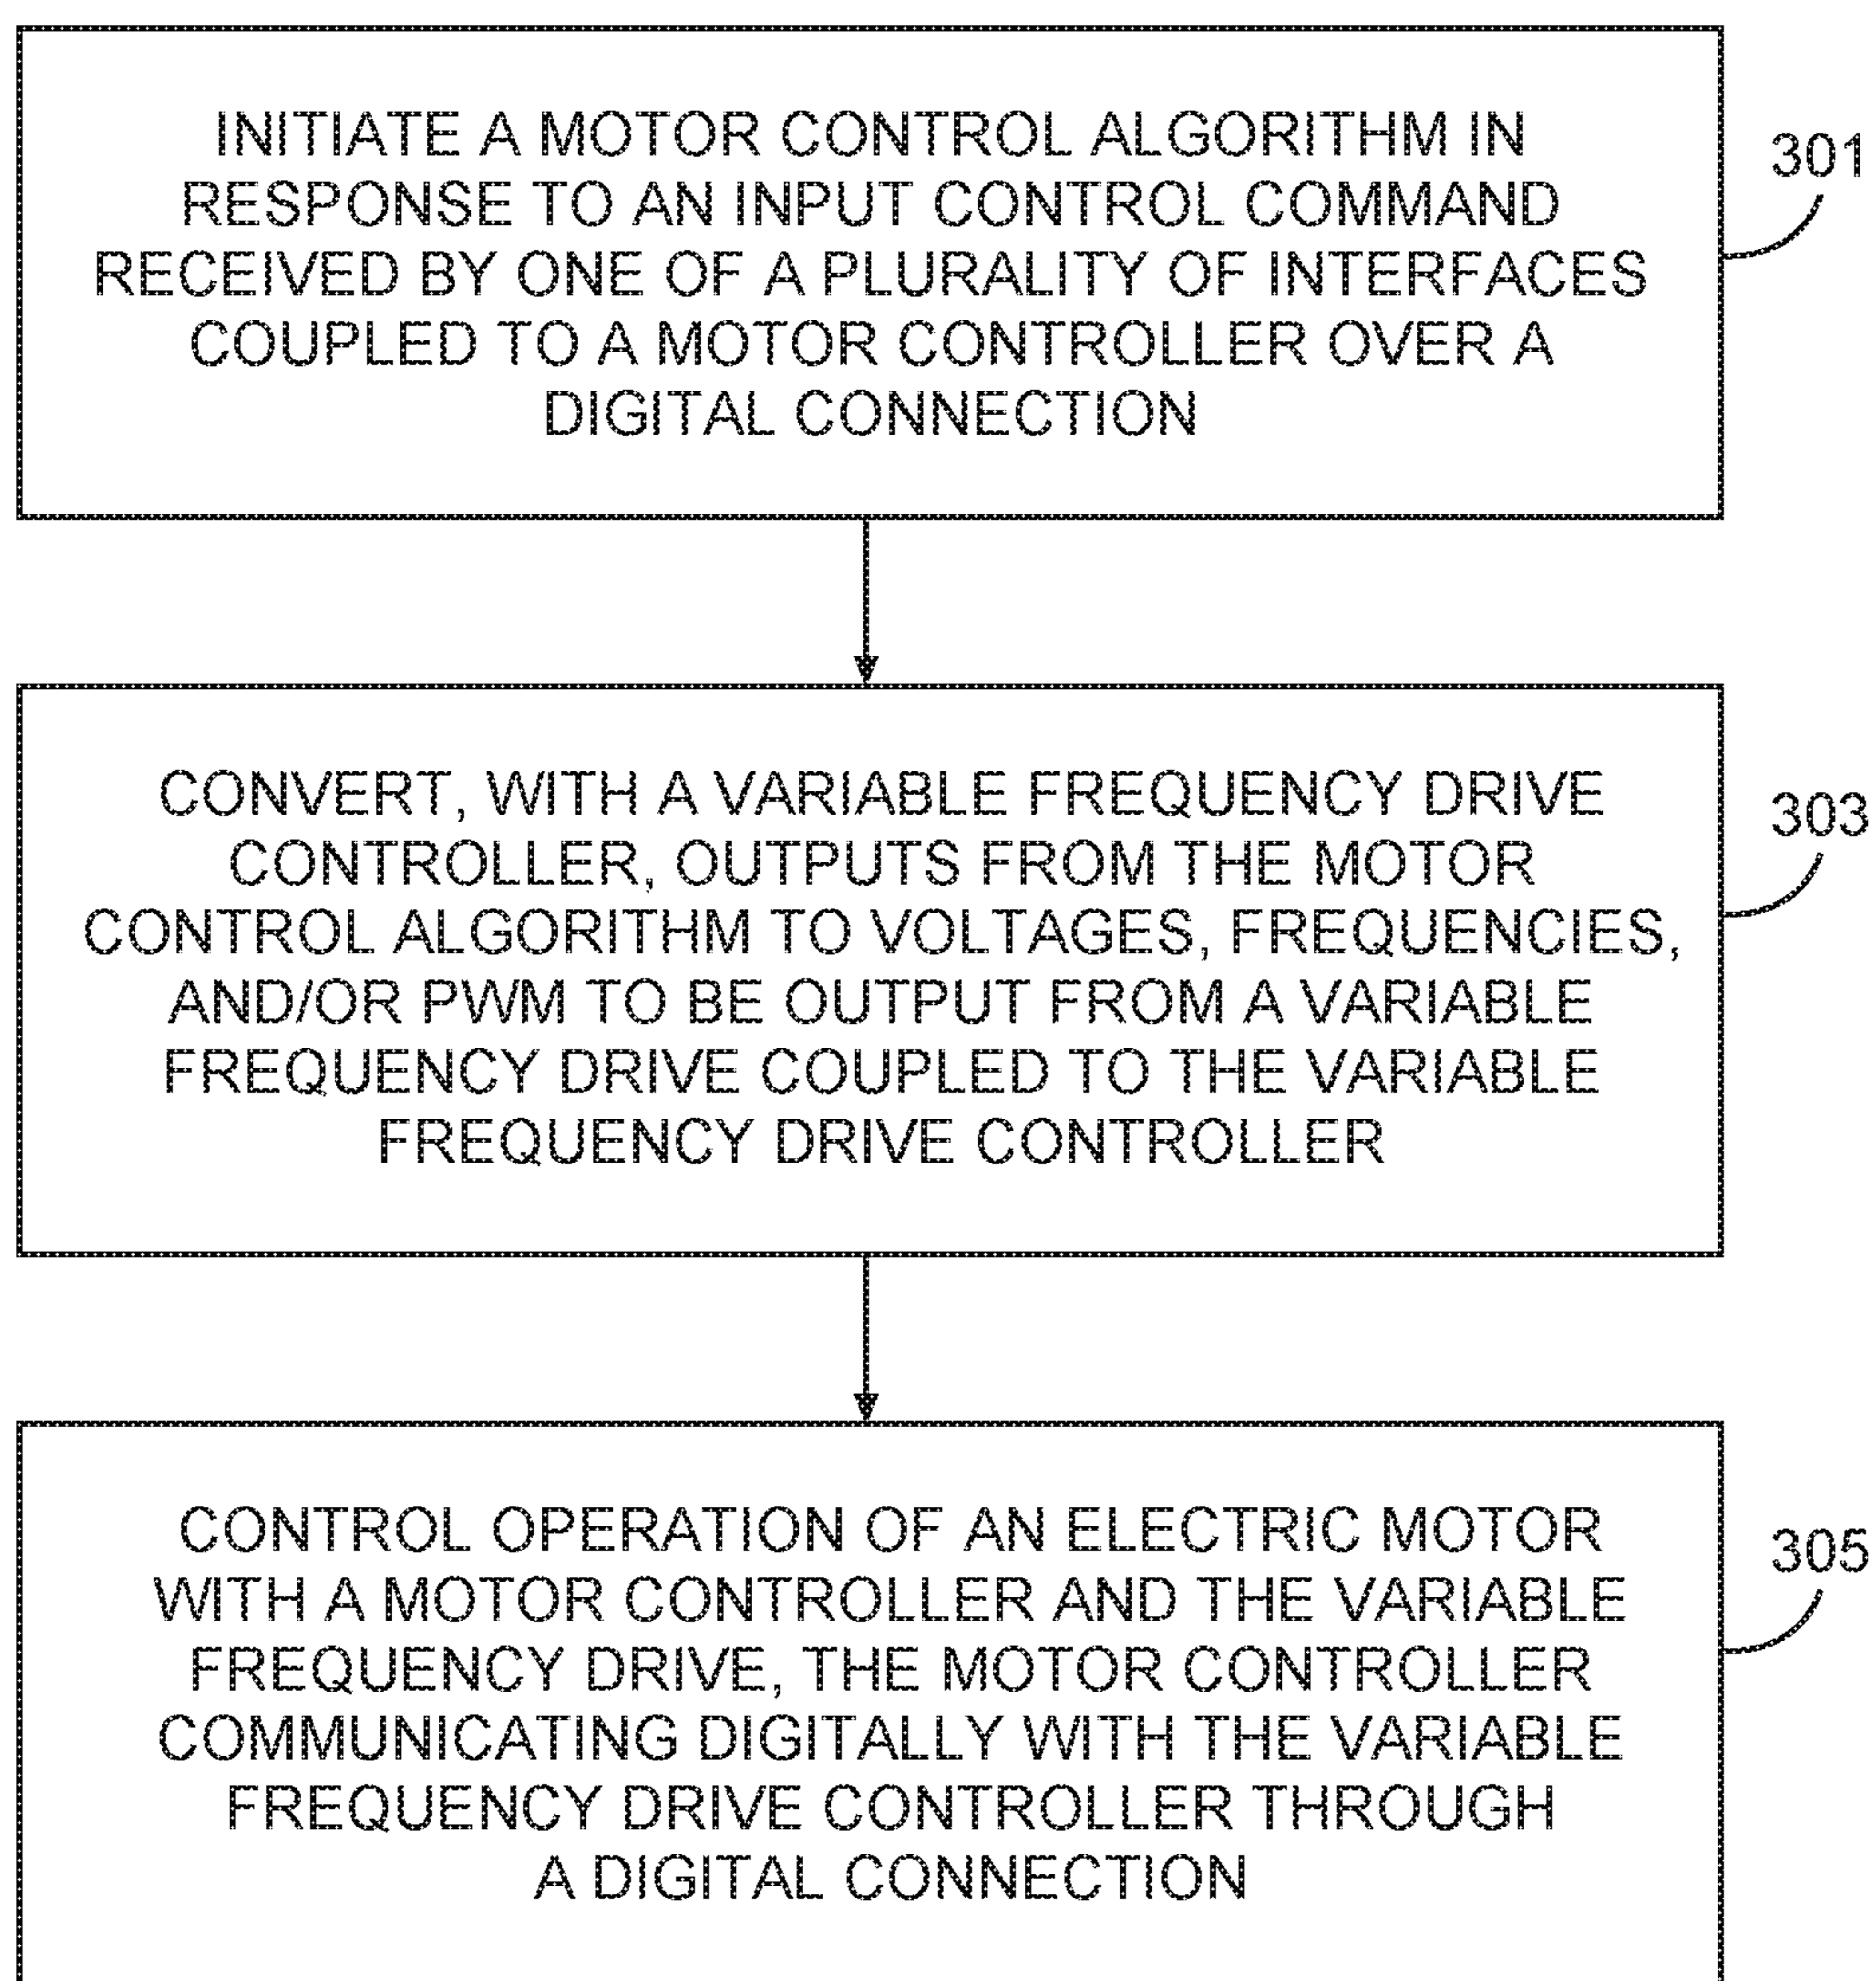 INITIATE A MOTOR CONTROL ALGORITHM IN
RESPONSE TO AN INPUT CONTROL COMMAND
RECEIVED BY ONE OF A PLURALITY OF INTERFACES
COUPLED TO A MOTOR CONTROLLER OVER A
DIGITAL CONNECTION
301
CONVERT, WITH A VARIABLE FREQUENCY DRIVE
CONTROLLER, OUTPUTS FROM THE MOTOR
CONTROL ALGORITHM TO VOLTAGES, FREQUENCIES,
AND/OR PWM TO BE OUTPUT FROM A VARIABLE
FREQUENCY DRIVE COUPLED TO THE VARIABLE
FREQUENCY DRIVE CONTROLLER
303
CONTROL OPERATION OF AN ELECTRIC MOTOR
WITH A MOTOR CONTROLLER AND THE VARIABLE
FREQUENCY DRIVE, THE MOTOR CONTROLLER
COMMUNICATING DIGITALLY WITH THE VARIABLE
FREQUENCY DRIVE CONTROLLER THROUGH
A DIGITAL CONNECTION
305